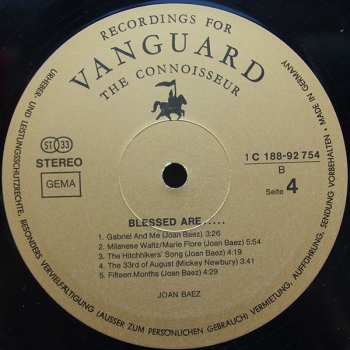 RECORDINGS FOR
VANGUARD
THE CONNOISSEUR
ST 33
STEREO
GEMA
1 C 188-92 754
B
Seite 4
BLESSED ARE.....
1. Gabriel And Me (Joan Baez) 3:26
2. Milanese Waltz/Marie Flore (Joan Baez) 5:54
3. The Hitchhikers' Song (Joan Baez) 4:19
4. The 33rd of August (Mickey Newbury) 3:41
5. Fifteen Months (Joan Baez) 4:29
JOAN BAEZ
URHEBER- UND LEISTUNGSSCHUTZRECHTE, BESONDERS VERVIELFÄLTIGUNG (AUSSER ZUM PERSÖNLICHEN GEBRAUCH) VERMIETUNG, AUFFÜHRUNG, SENDUNG VORBEHALTEN • MADE IN GERMANY